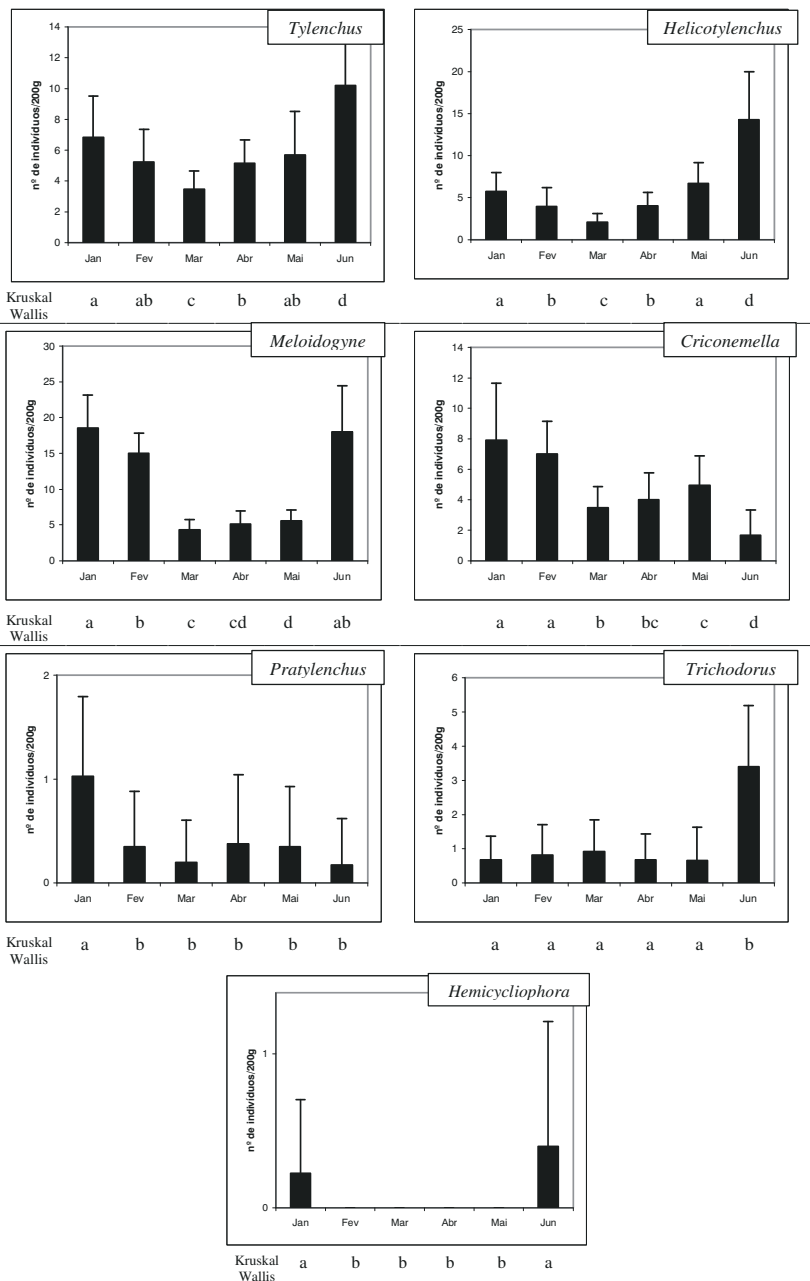 Tylenchus
nº de indivíduos/200g
14
12
10
8
6
4
2
0
Jan Fev Mar Abr Mai Jun
Kruskal
Wallis
a ab c b ab d
Helicotylenchus
nº de indivíduos/200g
25
20
15
10
5
0
Jan Fev Mar Abr Mai Jun
a b c b a d
Meloidogyne
nº de indivíduos/200g
30
25
20
15
10
5
0
Jan Fev Mar Abr Mai Jun
Kruskal
Wallis
a b c cd d ab
Criconemella
nº de indivíduos/200g
14
12
10
8
6
4
2
0
Jan Fev Mar Abr Mai Jun
a a b bc c d
Pratylenchus
nº de indivíduos/200g
2
1
0
Jan Fev Mar Abr Mai Jun
Kruskal
Wallis
a b b b b b
Trichodorus
nº de indivíduos/200g
6
5
4
3
2
1
0
Jan Fev Mar Abr Mai Jun
a a a a a b
Hemicycliophora
nº de indivíduos/200g
1
0
Jan Fev Mar Abr Mai Jun
Kruskal
Wallis
a b b b b a